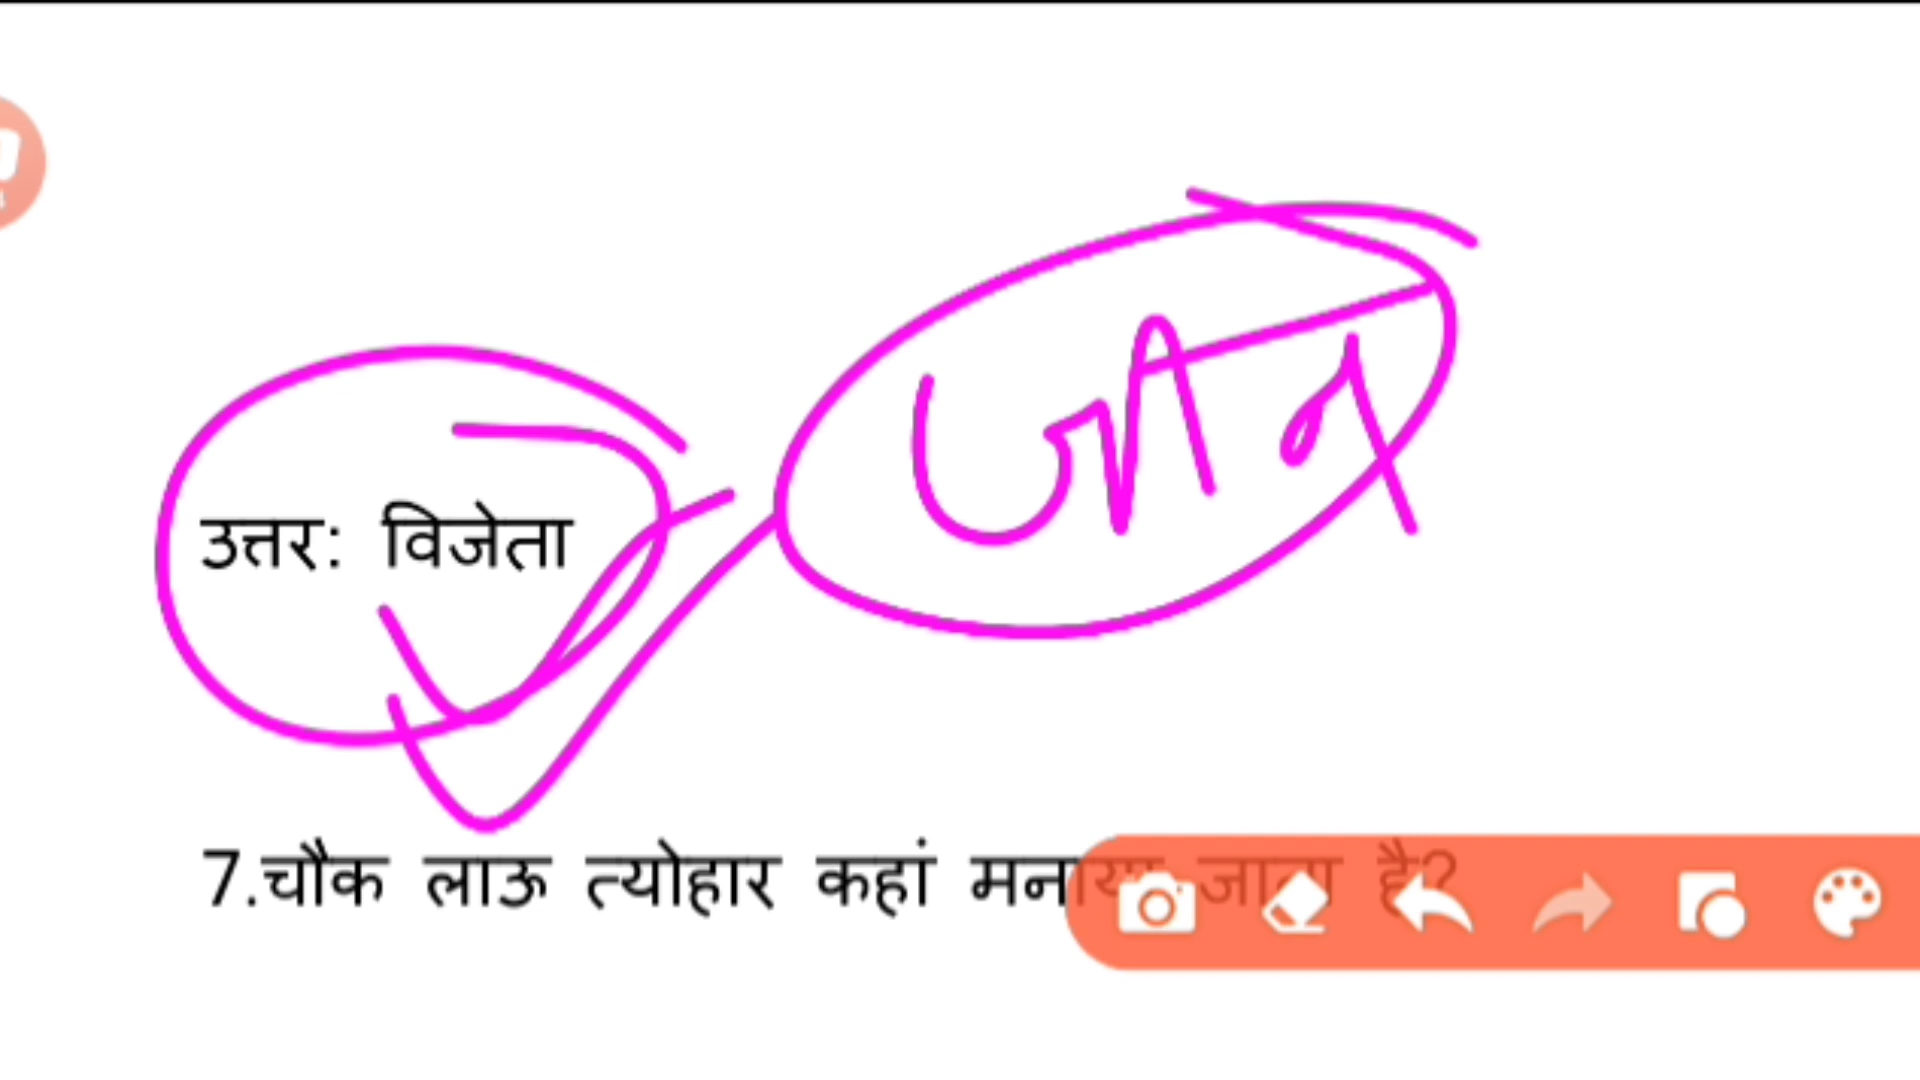 जीत
उत्तर: विजेता
7.चौक लाऊ त्योहार कहां मनाया जाता है?